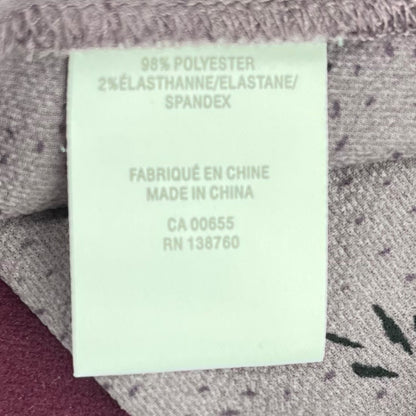 98% POLYESTER
2%ÉLASTHANNE/ELASTANE/
SPANDEX
FABRIQUÉ EN CHINE
MADE IN CHINA
CA 00655
RN 138760